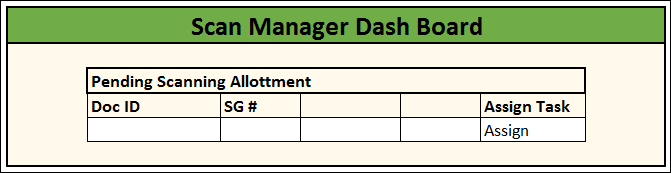 Scan Manager Dash Board
Pending Scanning Allottment
Doc ID SG # Assign Task
Assign